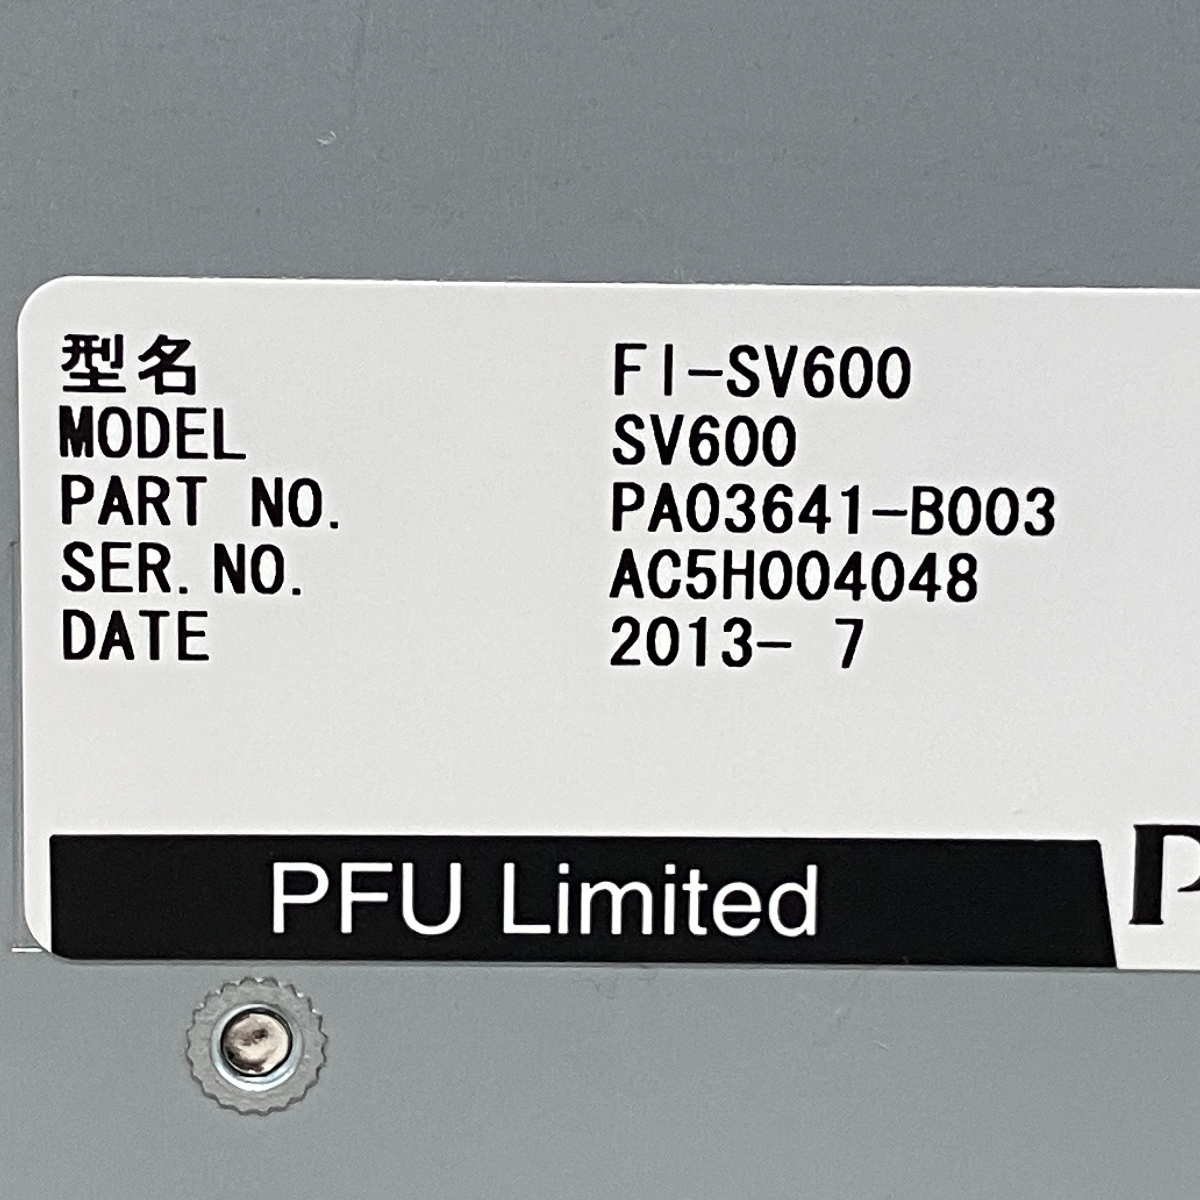 型名 FI-SV600
MODEL SV600
PART NO. PA03641-B003
SER. NO. AC5H004048
DATE 2013- 7
PFU Limited
P